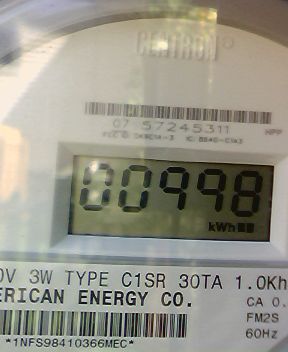 CENTRON
07 57245311 HPP
00998
kWh
0V 3W TYPE C1SR 30TA 1.0Kh
ERICAN ENERGY CO. CA 0.
FM2S
60Hz
*1NFS98410366MEC*